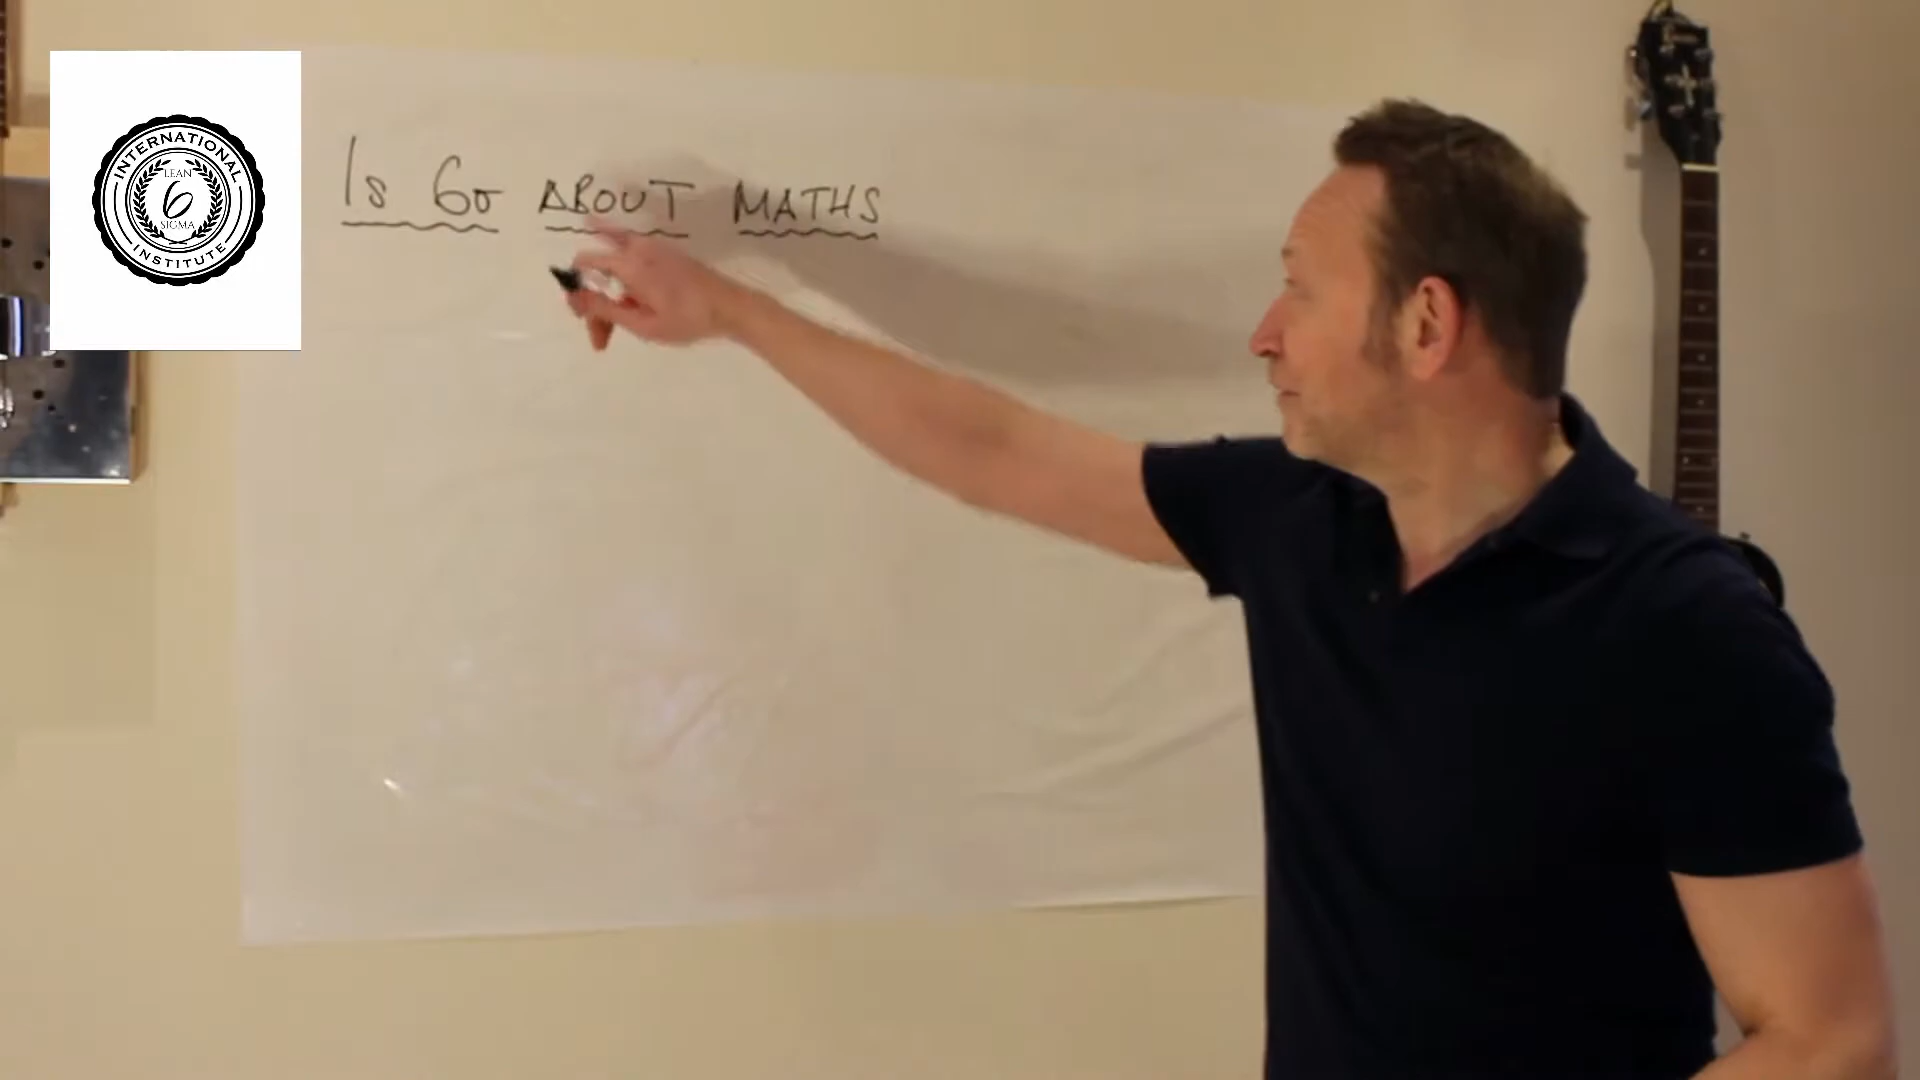 INTERNATIONAL
LEAN
6
SIGMA
INSTITUTE
Is 6σ ABOUT MATHS